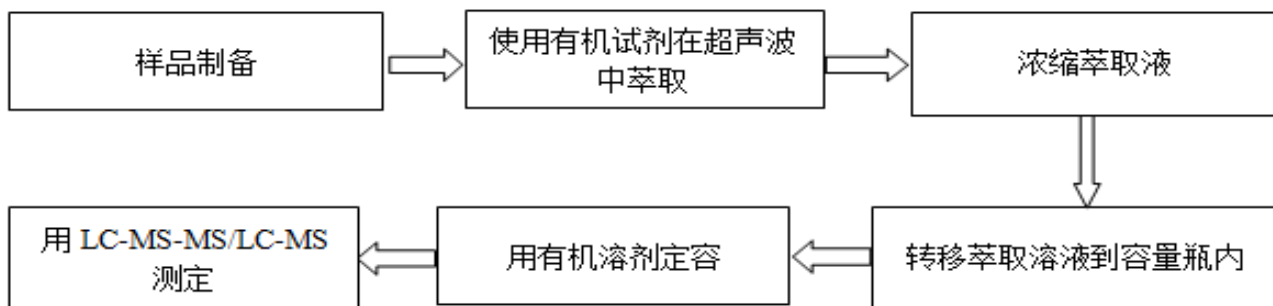 样品制备
使用有机试剂在超声波
中萃取
浓缩萃取液
转移萃取溶液到容量瓶内
用有机溶剂定容
用 LC-MS-MS/LC-MS
测定